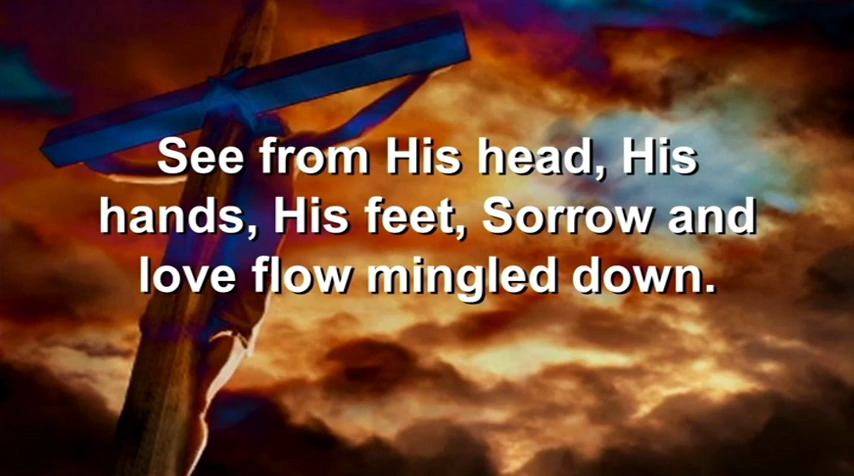 See from His head, His
hands, His feet, Sorrow and
love flow mingled down.